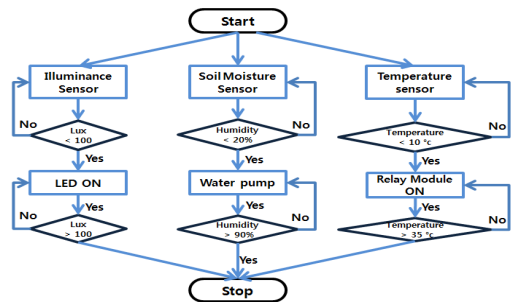 Start
Illuminance
Sensor
Soil Moisture
Sensor
Temperature
sensor
No
Lux
< 100
Humidity
< 20%
No
Temperature
< 10 °c
No
Yes
Yes
Yes
LED ON
Water pump
Relay Module
ON
No
Yes
Yes
Yes
Lux
> 100
Humidity
> 90%
No
Temperature
> 35 °c
No
Yes
Stop